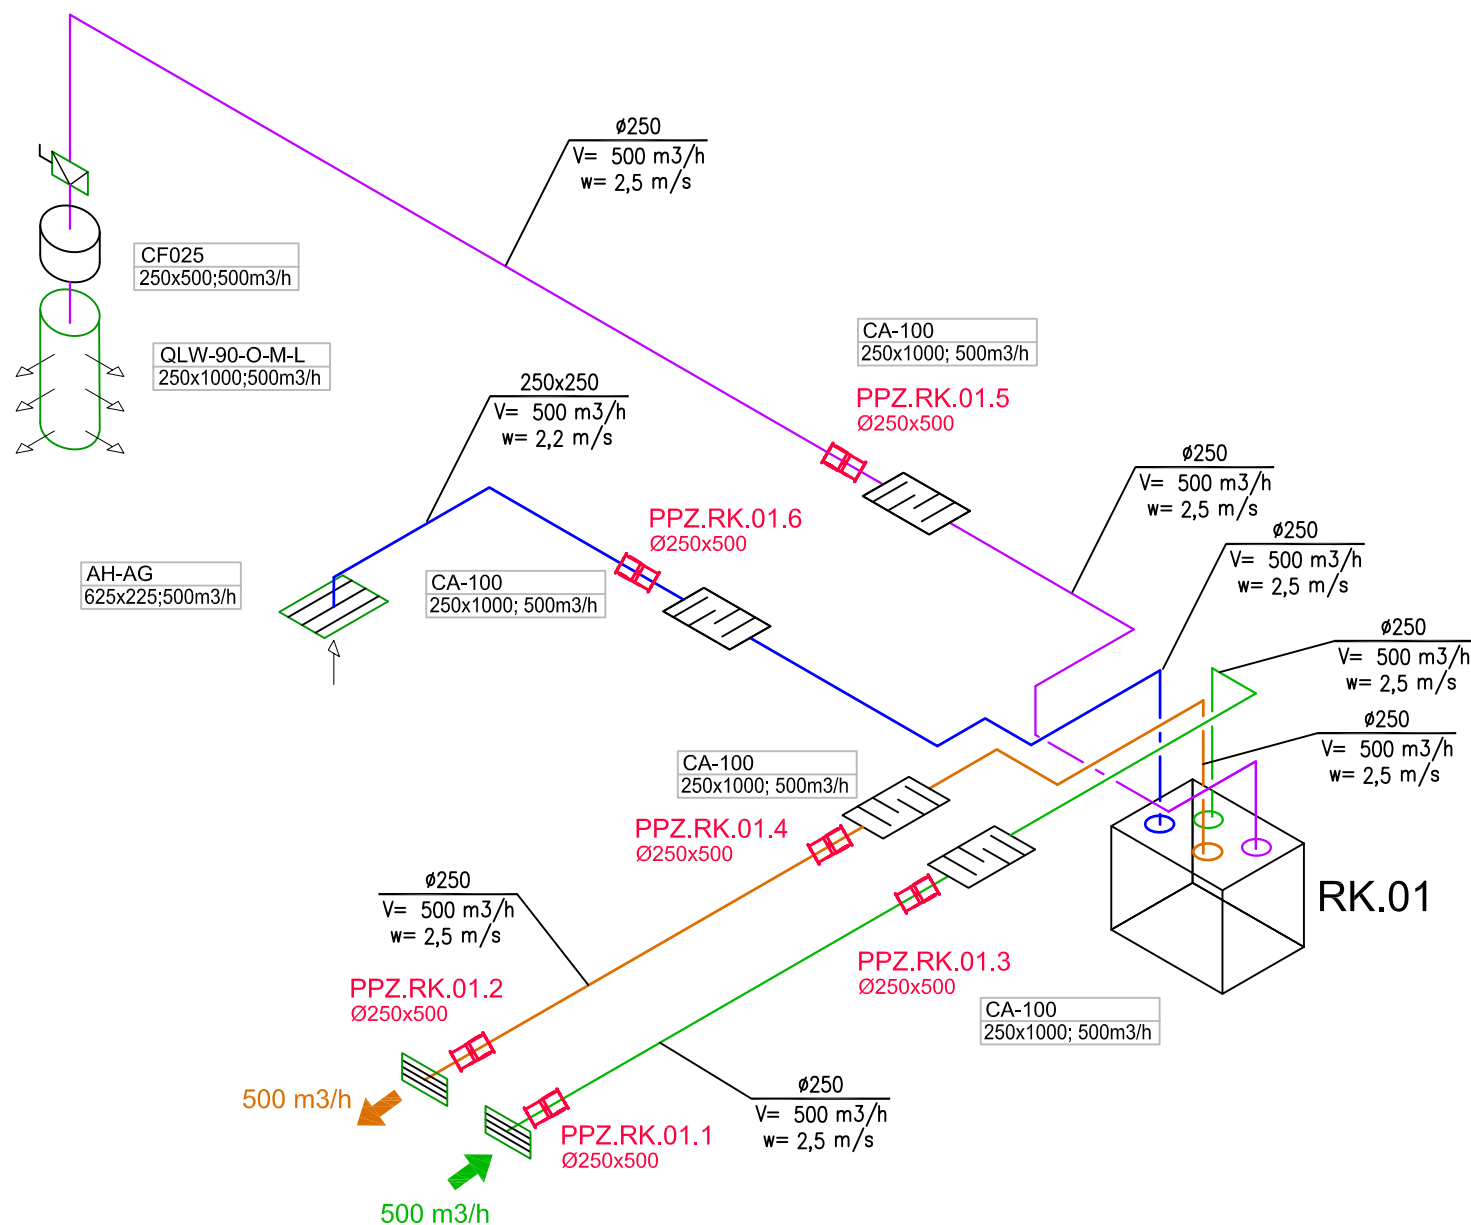 ø250
V= 500 m3/h
w= 2,5 m/s
CF025
250x500;500m3/h
QLW-90-O-M-L
250x1000;500m3/h
CA-100
250x1000; 500m3/h
PPZ.RK.01.5
Ø250x500
250x250
V= 500 m3/h
w= 2,2 m/s
ø250
V= 500 m3/h
w= 2,5 m/s
PPZ.RK.01.6
Ø250x500
ø250
V= 500 m3/h
w= 2,5 m/s
AH-AG
625x225;500m3/h
CA-100
250x1000; 500m3/h
ø250
V= 500 m3/h
w= 2,5 m/s
ø250
V= 500 m3/h
w= 2,5 m/s
CA-100
250x1000; 500m3/h
PPZ.RK.01.4
Ø250x500
RK.01
ø250
V= 500 m3/h
w= 2,5 m/s
PPZ.RK.01.3
Ø250x500
PPZ.RK.01.2
Ø250x500
CA-100
250x1000; 500m3/h
500 m3/h
ø250
V= 500 m3/h
w= 2,5 m/s
PPZ.RK.01.1
Ø250x500
500 m3/h